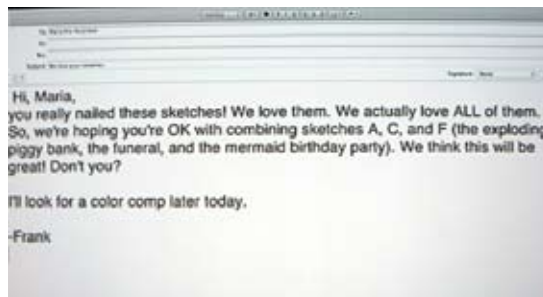 Hi, Maria,
you really nailed these sketches! We love them. We actually love ALL of them.
So, we're hoping you're OK with combining sketches A, C, and F (the exploding
piggy bank, the funeral, and the mermaid birthday party). We think this will be
great! Don't you?
I'll look for a color comp later today.
-Frank